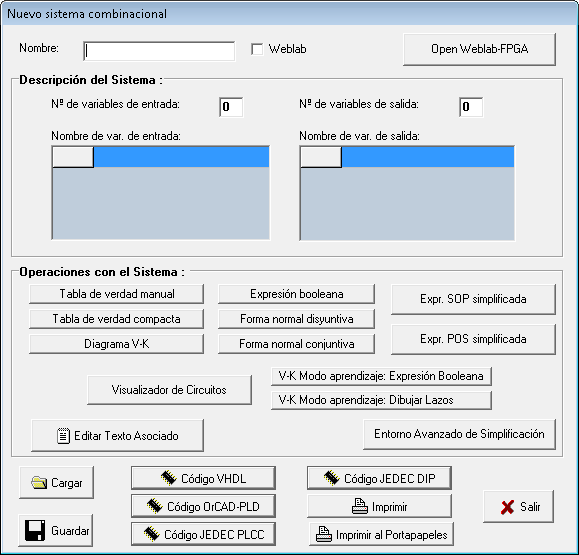 Nuevo sistema combinacional
Nombre:
Weblab
Open Weblab-FPGA
Descripción del Sistema :
Nº de variables de entrada:
0
Nº de variables de salida:
0
Nombre de var. de entrada:
Nombre de var. de salida:
Operaciones con el Sistema :
Tabla de verdad manual
Expresión booleana
Expr. SOP simplificada
Tabla de verdad compacta
Forma normal disyuntiva
Expr. POS simplificada
Diagrama V-K
Forma normal conjuntiva
Visualizador de Circuitos
V-K Modo aprendizaje: Expresión Booleana
V-K Modo aprendizaje: Dibujar Lazos
Editar Texto Asociado
Entorno Avanzado de Simplificación
Cargar
Código VHDL
Código JEDEC DIP
Código OrCAD-PLD
Imprimir
Salir
Guardar
Código JEDEC PLCC
Imprimir al Portapapeles